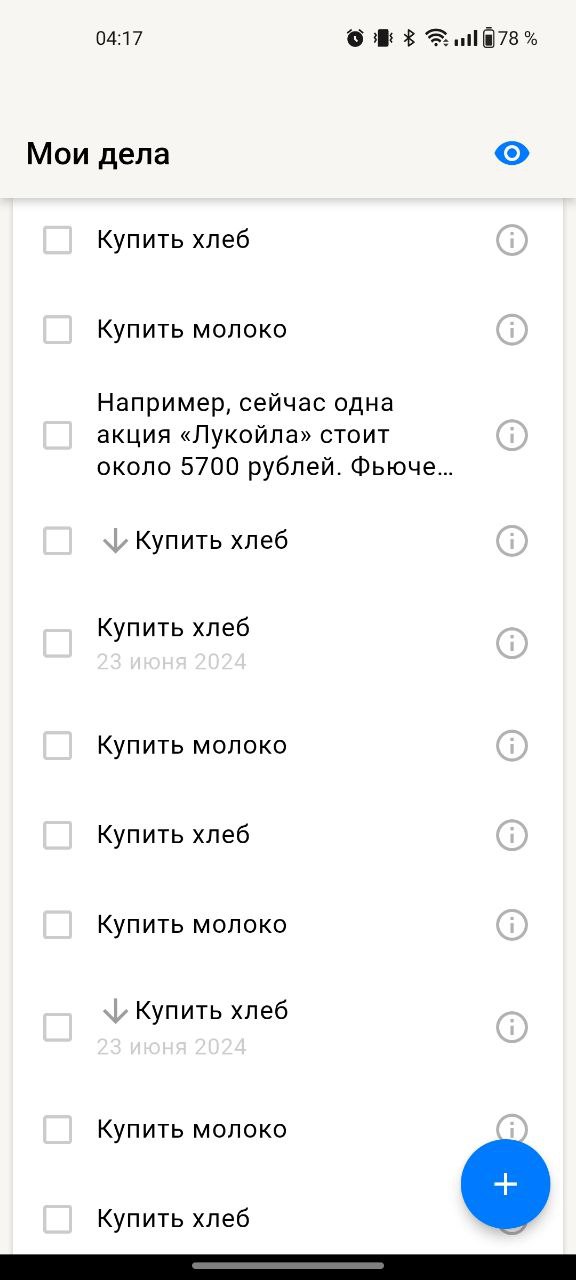 04:17
78 %
Мои дела
Купить хлеб
Купить молоко
Например, сейчас одна
акция «Лукойла» стоит
около 5700 рублей. Фьюче…
Купить хлеб
Купить хлеб
23 июня 2024
Купить молоко
Купить хлеб
Купить молоко
Купить хлеб
23 июня 2024
Купить молоко
Купить хлеб